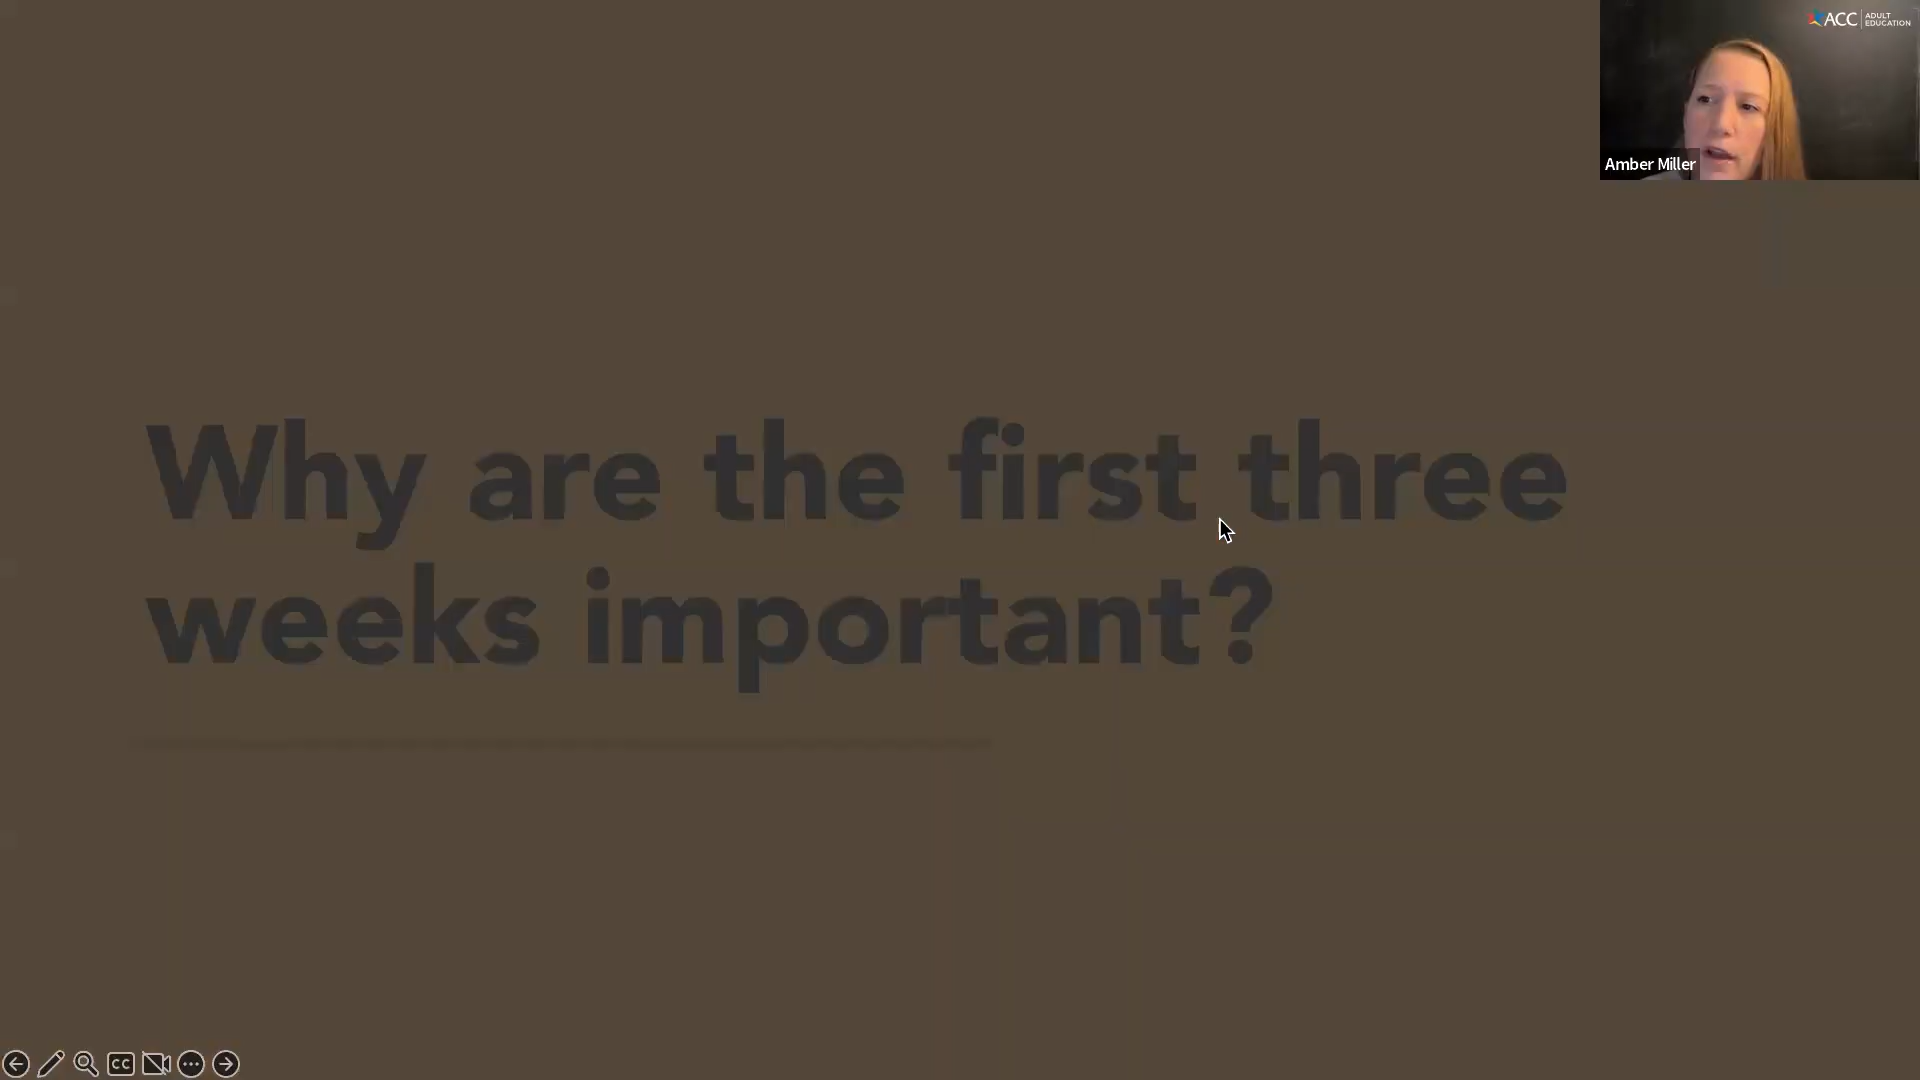 ACC ADULT
EDUCATION
Amber Miller
Why are the first three
weeks important?
CC